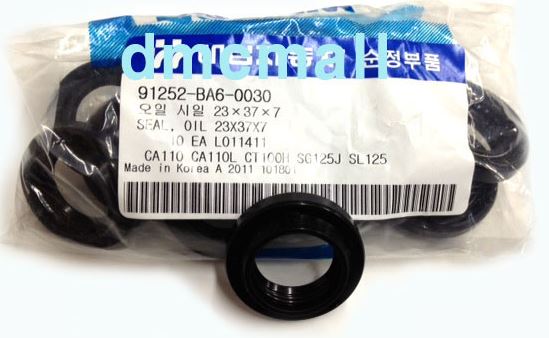 dmcmall
순정부품
91252-BA6-0030
오일 시일 23×37×7
SEAL, OIL 23X37X7
10 EA L011411
CA110 CA110L CT100H SG125J SL125
Made in Korea A 2011 101801